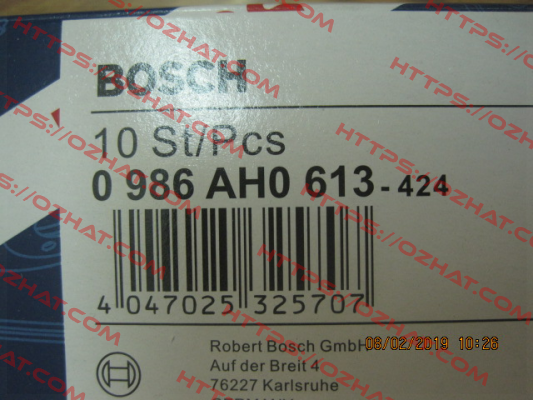 BOSCH
10 St/Pcs
0 986 AH0 613 - 424
4 047025 325707
Robert Bosch GmbH
Auf der Breit 4
76227 Karlsruhe
06/02/2019 10:26
HTTPS://OZHAT.COM